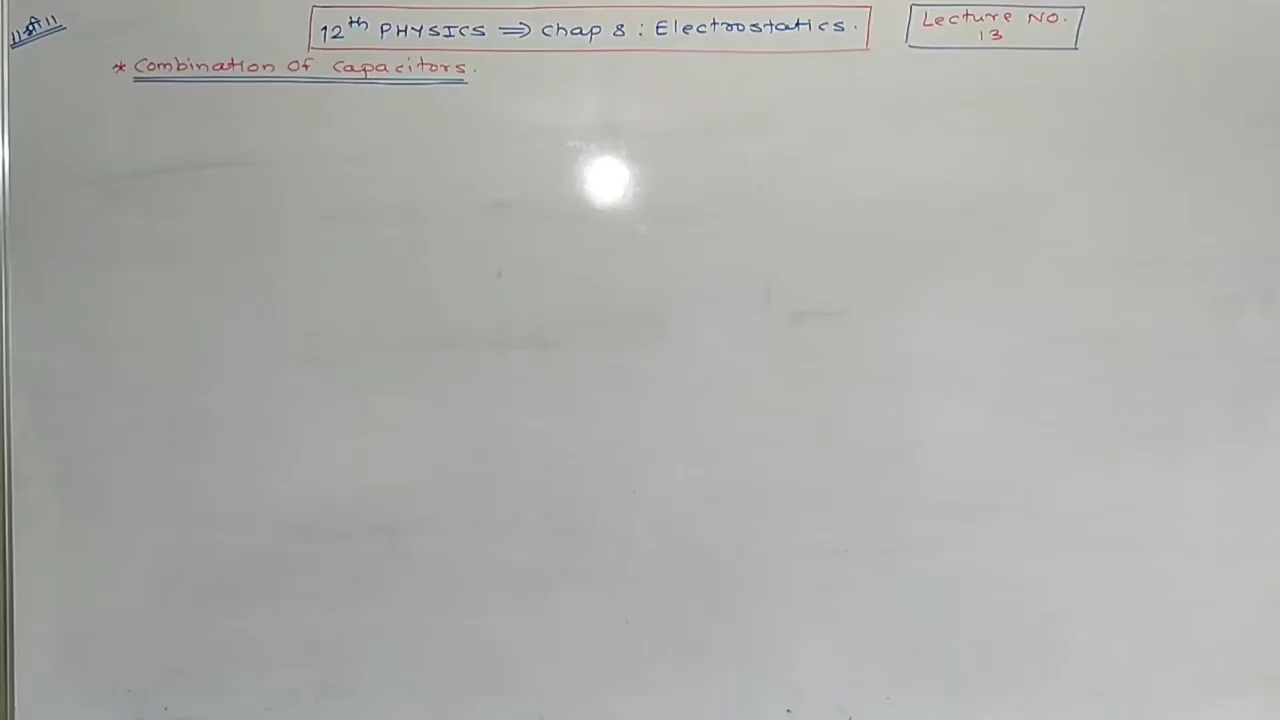 ॥श्री॥
12th PHYSICS ⇒ Chap 8 : Electrostatics.
Lecture No.
13
* Combination of Capacitors.